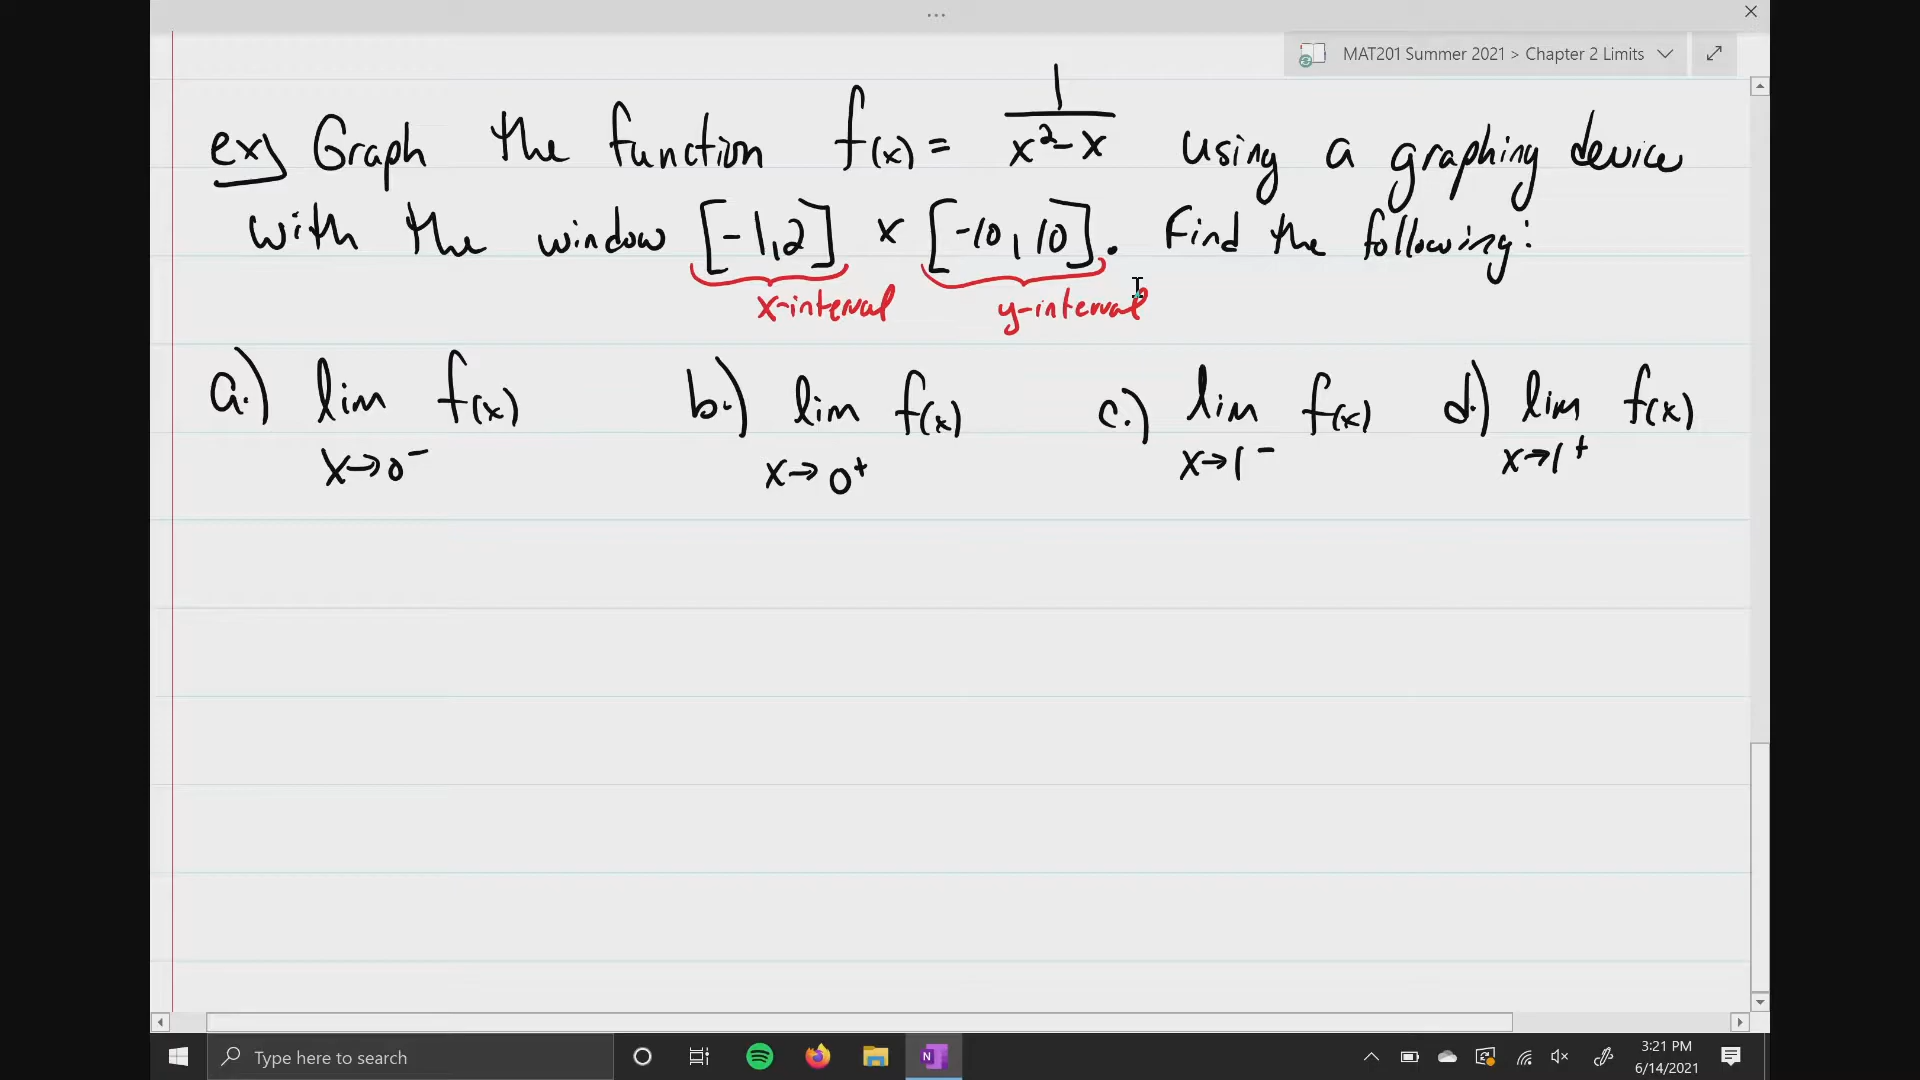 MAT201 Summer 2021 > Chapter 2 Limits
ex) Graph the function f(x) = 1/(x²-x) using a graphing device
with the window [-1,2] x [-10,10]. Find the following:
x-interval y-interval
a.) lim f(x) b.) lim f(x) c.) lim f(x) d.) lim f(x)
x→0⁻ x→0⁺ x→1⁻ x→1⁺
Type here to search
3:21 PM
6/14/2021